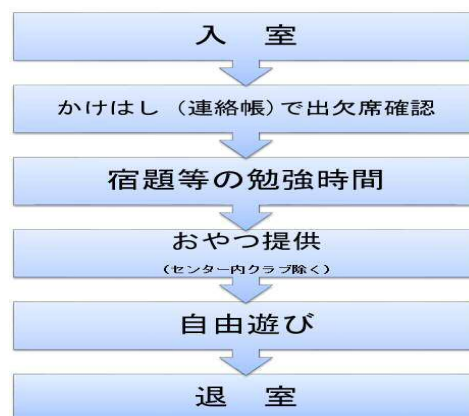 入　室
かけはし（連絡帳）で出欠席確認
宿題等の勉強時間
おやつ提供
（センター内クラブ除く）
自由遊び
退　室